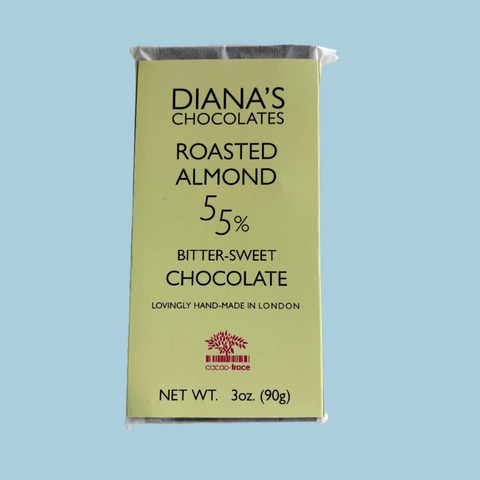 DIANA'S
CHOCOLATES
ROASTED
ALMOND
55%
BITTER-SWEET
CHOCOLATE
LOVINGLY HAND-MADE IN LONDON
cacao-trace
NET WT. 3oz. (90g)